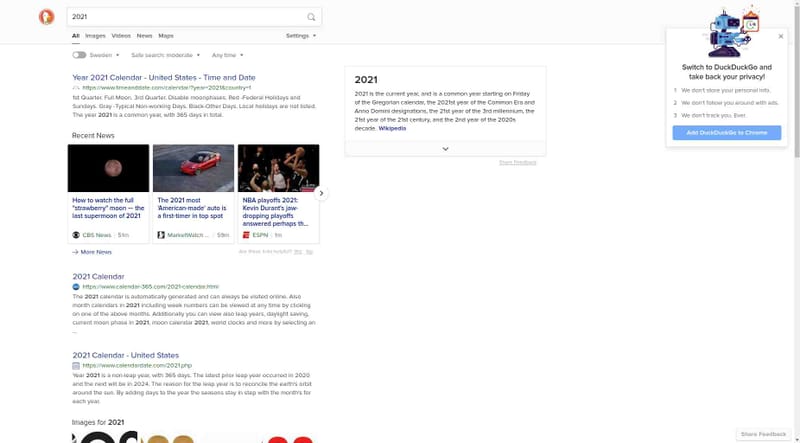 2021
All Images Videos News Maps Settings
Sweden Safe search: moderate Any time
Year 2021 Calendar - United States - Time and Date
https://www.timeanddate.com/calendar/?year=2021&country=1
1st Quarter. Full Moon. 3rd Quarter. Disable moonphases. Red -Federal Holidays and
Sundays. Gray -Typical Non-working Days. Black-Other Days. Local holidays are not listed.
The year 2021 is a common year, with 365 days in total.
Recent News
How to watch the full
"strawberry" moon — the
last supermoon of 2021
CBS News 51m
The 2021 most
'American-made' auto is
a first-timer in top spot
MarketWatch ... 59m
NBA playoffs 2021:
Kevin Durant's jaw-
dropping playoffs
answered perhaps th...
ESPN 1m
More News
Are these links helpful? Yes No
2021 Calendar
https://www.calendar-365.com/2021-calendar.html
The 2021 calendar is automatically generated and can always be visited online. Also
month calendars in 2021 including week numbers can be viewed at any time by clicking
on one of the above months. Additionally you can view also leap years, daylight saving,
current moon phase in 2021, moon calendar 2021, world clocks and more by selecting an
...
2021 Calendar - United States
https://www.calendardate.com/2021.php
Year 2021 is a non-leap year, with 365 days. The latest prior leap year occurred in 2020
and the next will be in 2024. The reason for the leap year is to reconcile the earth's orbit
around the sun. By adding days to the year the seasons stay in step with the month's for
each year.
Images for 2021
2021
2021 is the current year, and is a common year starting on Friday
of the Gregorian calendar, the 2021st year of the Common Era and
Anno Domini designations, the 21st year of the 3rd millennium, the
21st year of the 21st century, and the 2nd year of the 2020s
decade. Wikipedia
Share Feedback
Switch to DuckDuckGo and
take back your privacy!
1 We don't store your personal info.
2 We don't follow you around with ads.
3 We don't track you. Ever.
Add DuckDuckGo to Chrome
Share Feedback